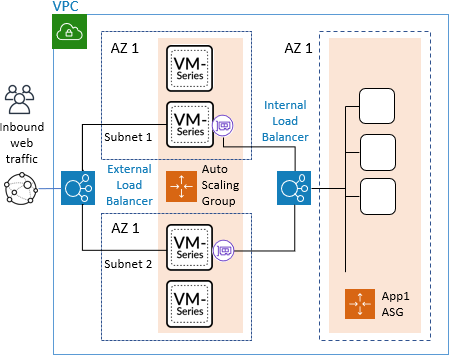 VPC
AZ 1
VM-
Series
VM-
Series
Subnet 1
Inbound
web
traffic
External
Load
Balancer
Auto
Scaling
Group
AZ 1
VM-
Series
Subnet 2
VM-
Series
Internal
Load
Balancer
AZ 1
App1
ASG